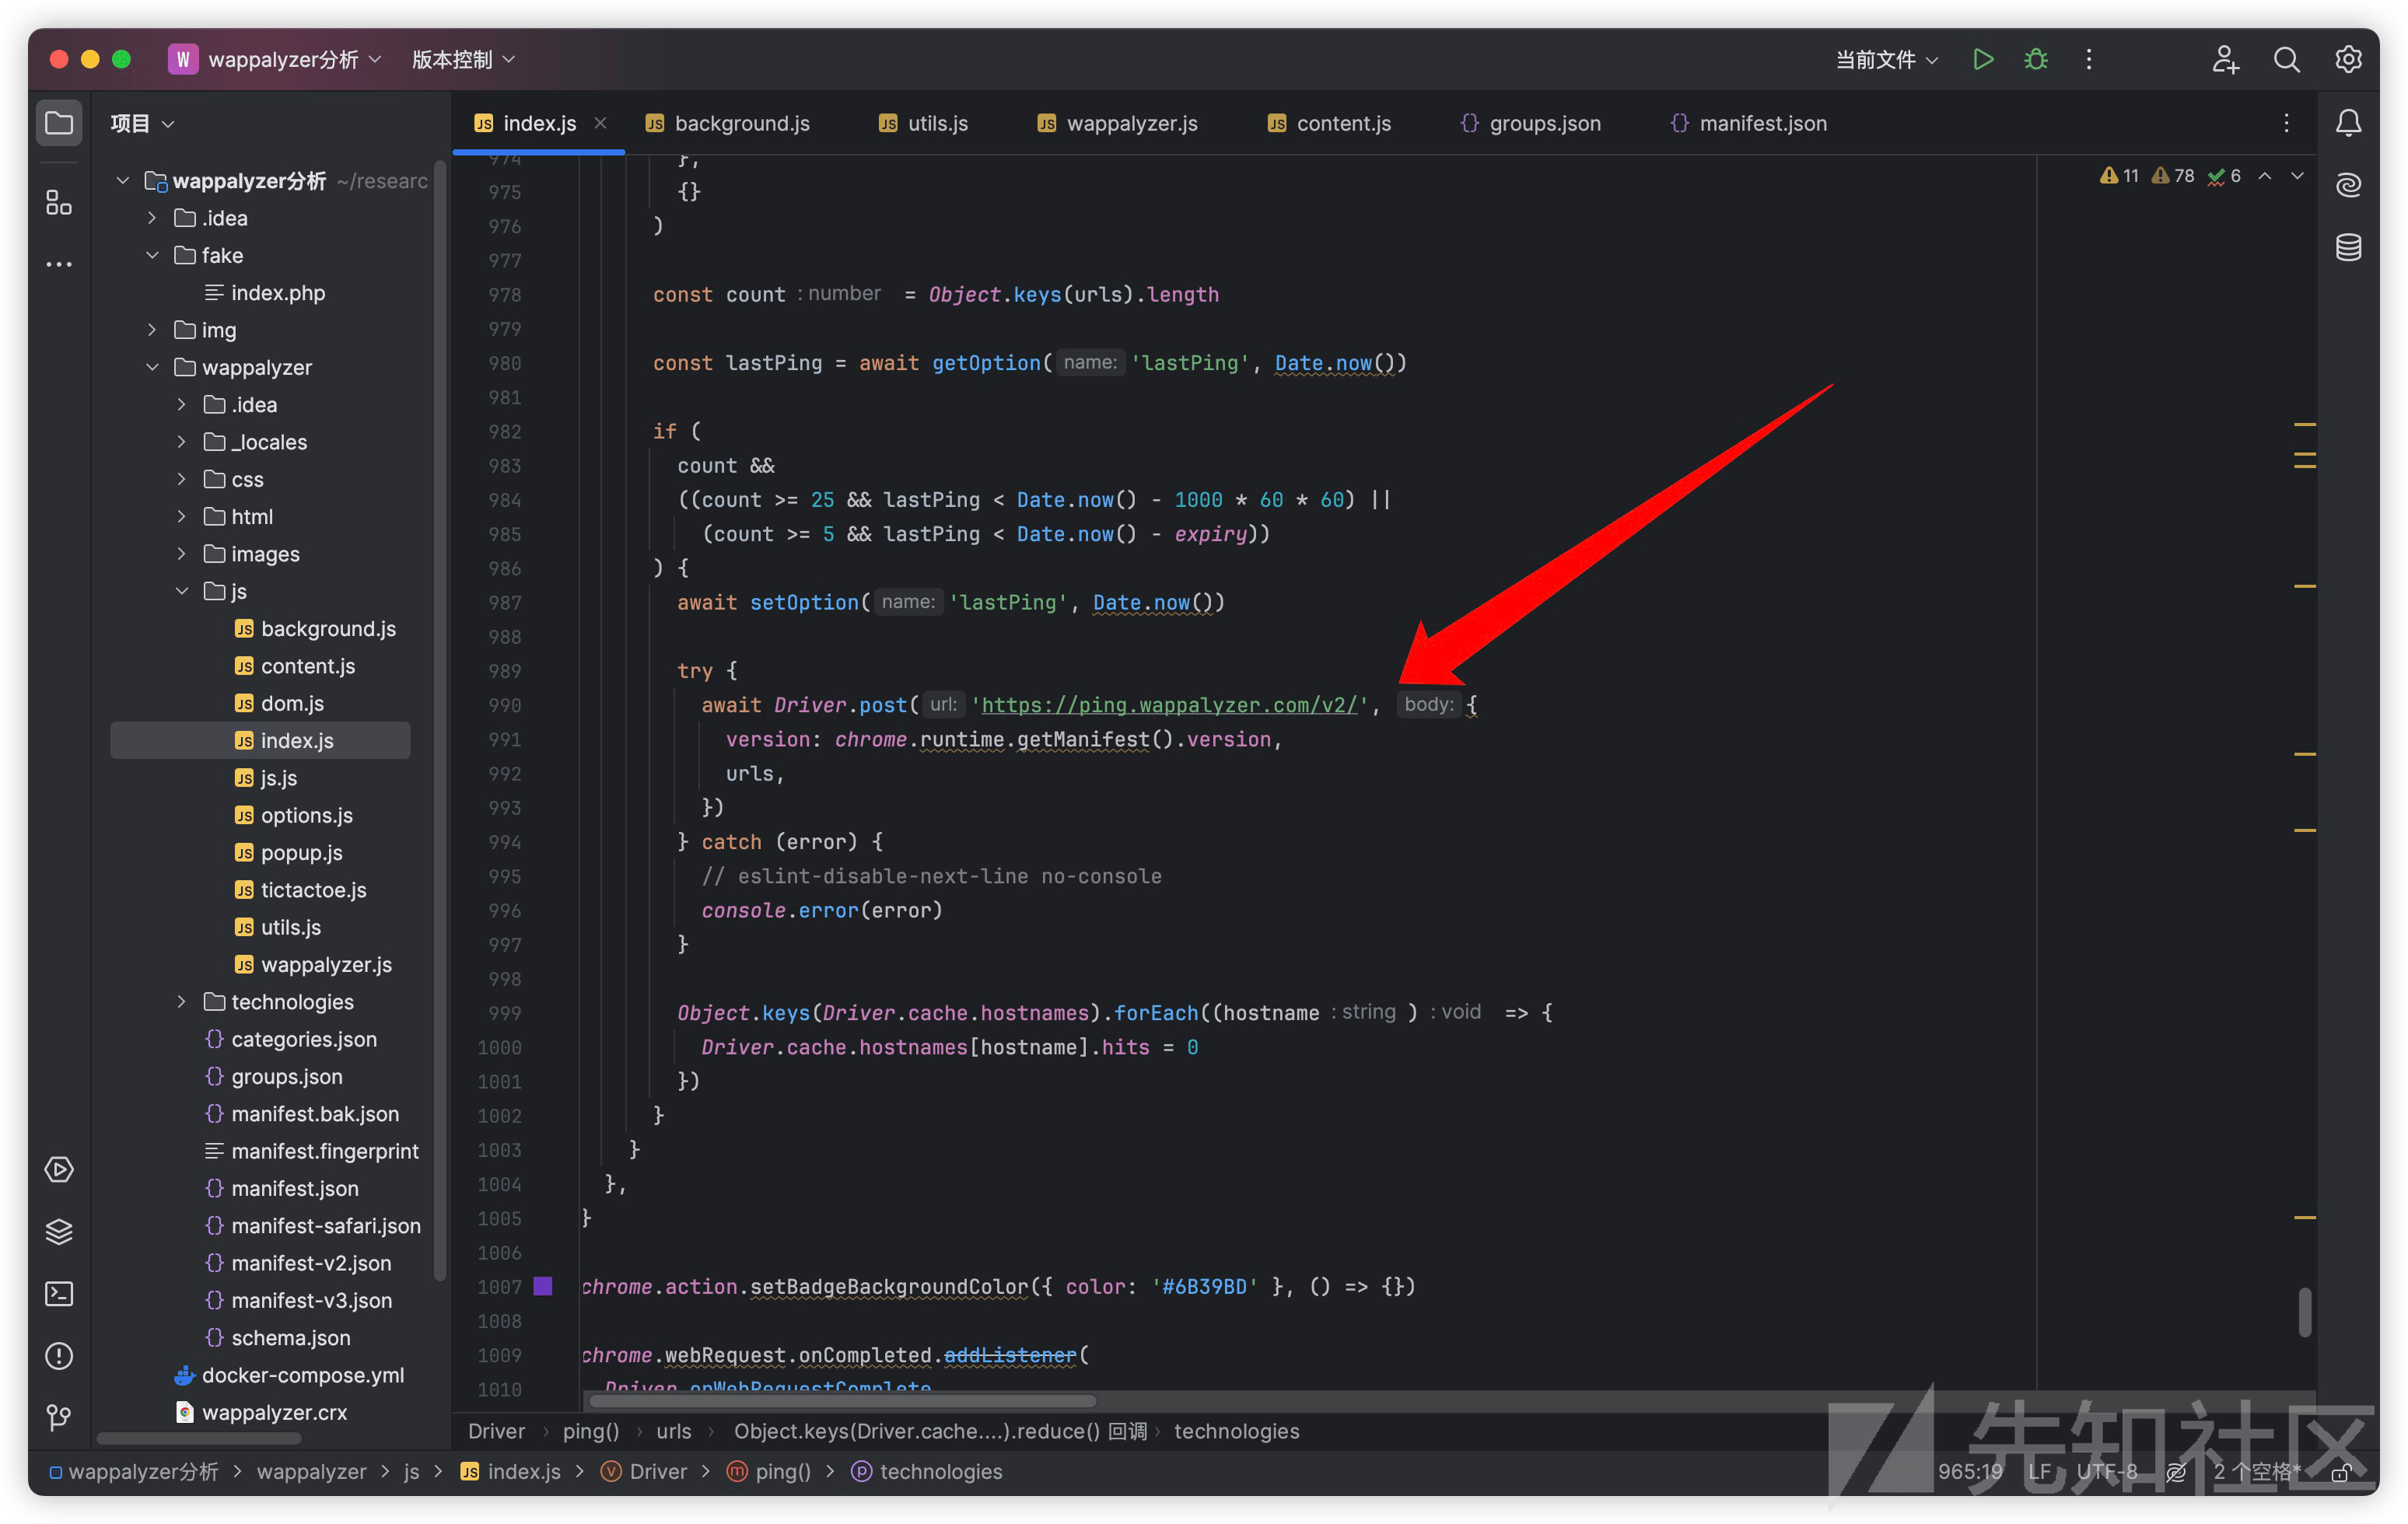 W wappalyzer分析 版本控制 当前文件
项目
index.js background.js utils.js wappalyzer.js content.js groups.json manifest.json
wappalyzer分析 ~/researc
.idea
fake
index.php
img
wappalyzer
.idea
_locales
css
html
images
js
background.js
content.js
dom.js
index.js
js.js
options.js
popup.js
tictactoe.js
utils.js
wappalyzer.js
technologies
categories.json
groups.json
manifest.bak.json
manifest.fingerprint
manifest.json
manifest-safari.json
manifest-v2.json
manifest-v3.json
schema.json
docker-compose.yml
wappalyzer.crx
11 78 6
974 },
975 {}
976 )
977
978 const count : number = Object.keys(urls).length
979
980 const lastPing = await getOption( name: 'lastPing', Date.now())
981
982 if (
983 count &&
984 ((count >= 25 && lastPing < Date.now() - 1000 * 60 * 60) ||
985 (count >= 5 && lastPing < Date.now() - expiry))
986 ) {
987 await setOption( name: 'lastPing', Date.now())
988
989 try {
990 await Driver.post( url: 'https://ping.wappalyzer.com/v2/', body: {
991 version: chrome.runtime.getManifest().version,
992 urls,
993 })
994 } catch (error) {
995 // eslint-disable-next-line no-console
996 console.error(error)
997 }
998
999 Object.keys(Driver.cache.hostnames).forEach((hostname : string ) : void => {
1000 Driver.cache.hostnames[hostname].hits = 0
1001 })
1002 }
1003 }
1004 },
1005 }
1006
1007 chrome.action.setBadgeBackgroundColor({ color: '#6B39BD' }, () => {})
1008
1009 chrome.webRequest.onCompleted.addListener(
1010 Driver.onWebRequestComplete
Driver › ping() › urls › Object.keys(Driver.cache....).reduce() 回调 › technologies
wappalyzer分析 > wappalyzer > js > index.js > Driver > ping() > technologies 965:19 LF UTF-8 2 个空格*
先知社区